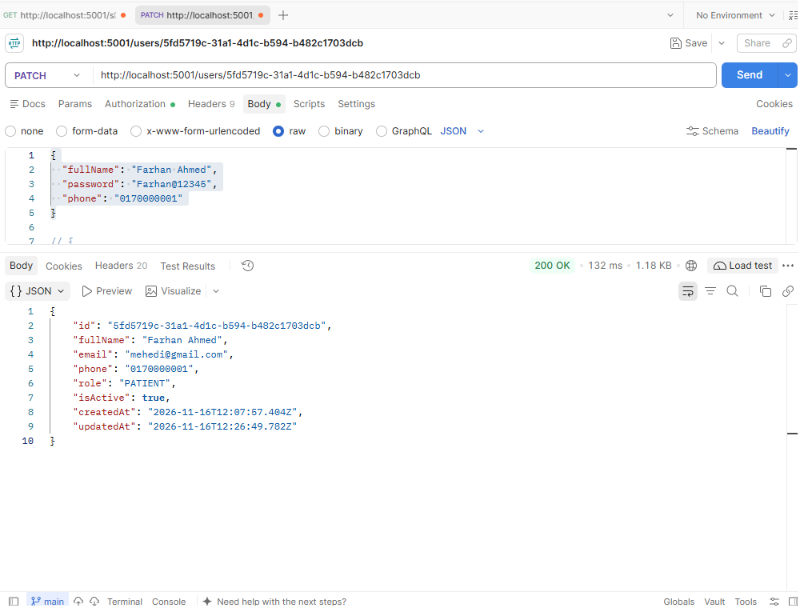 GET http://localhost:5001/sl PATCH http://localhost:5001, No Environment
HTTP http://localhost:5001/users/5fd5719c-31a1-4d1c-b594-b482c1703dcb Save Share
PATCH http://localhost:5001/users/5fd5719c-31a1-4d1c-b594-b482c1703dcb Send
Docs Params Authorization Headers 9 Body Scripts Settings Cookies
none form-data x-www-form-urlencoded raw binary GraphQL JSON Schema Beautify
1 {
2 "fullName": "Farhan Ahmed",
3 "password": "Farhan@12345",
4 "phone": "0170000001"
5 }
6
7 // {
Body Cookies Headers 20 Test Results 200 OK 132 ms 1.18 KB Load test
{} JSON Preview Visualize
1 {
2 "id": "5fd5719c-31a1-4d1c-b594-b482c1703dcb",
3 "fullName": "Farhan Ahmed",
4 "email": "mehedi@gmail.com",
5 "phone": "0170000001",
6 "role": "PATIENT",
7 "isActive": true,
8 "createdAt": "2026-11-16T12:07:57.404Z",
9 "updatedAt": "2026-11-16T12:26:49.782Z"
10 }
main Terminal Console Need help with the next steps? Globals Vault Tools